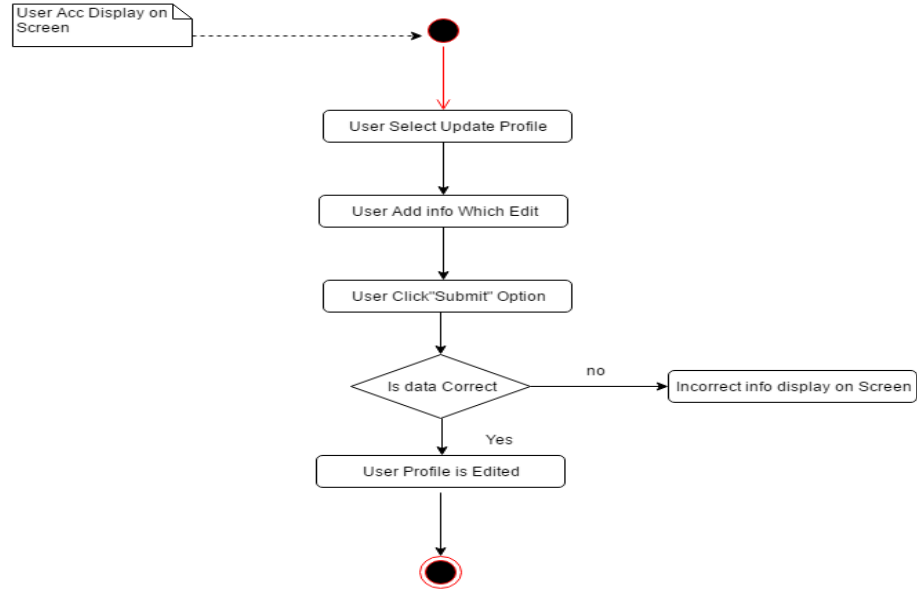 User Acc Display on
Screen
User Select Update Profile
User Add info Which Edit
User Click"Submit" Option
Is data Correct
no
Incorrect info display on Screen
Yes
User Profile is Edited